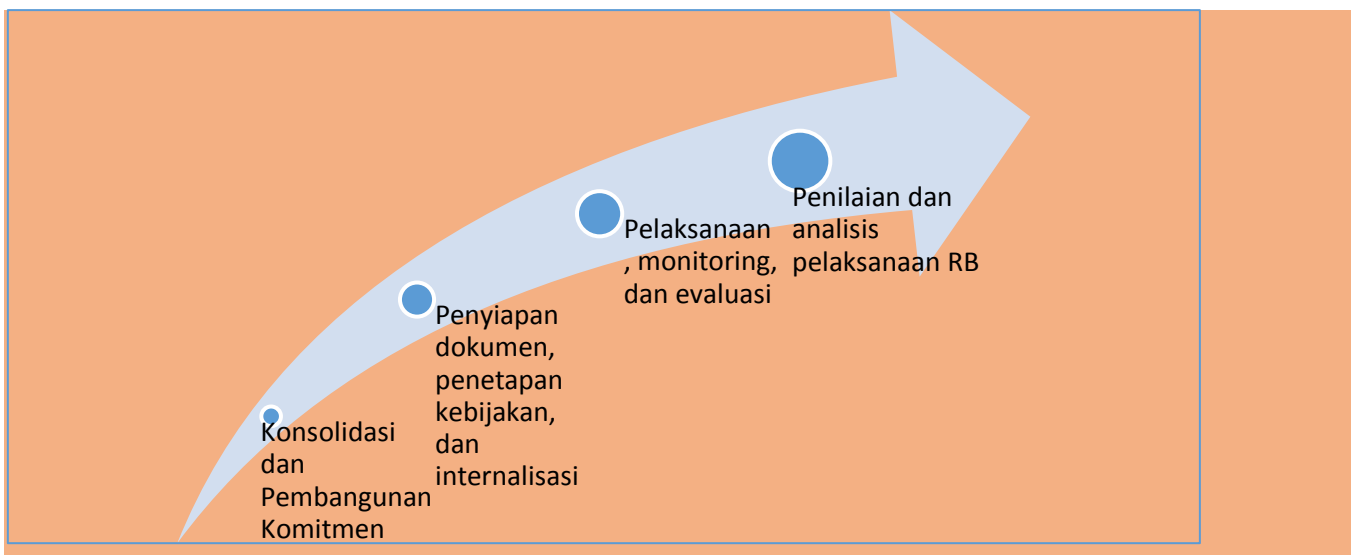 Konsolidasi
dan
Pembangunan
Komitmen
Penyiapan
dokumen,
penetapan
kebijakan,
dan
internalisasi
Pelaksanaan
, monitoring,
dan evaluasi
Penilaian dan
analisis
pelaksanaan RB